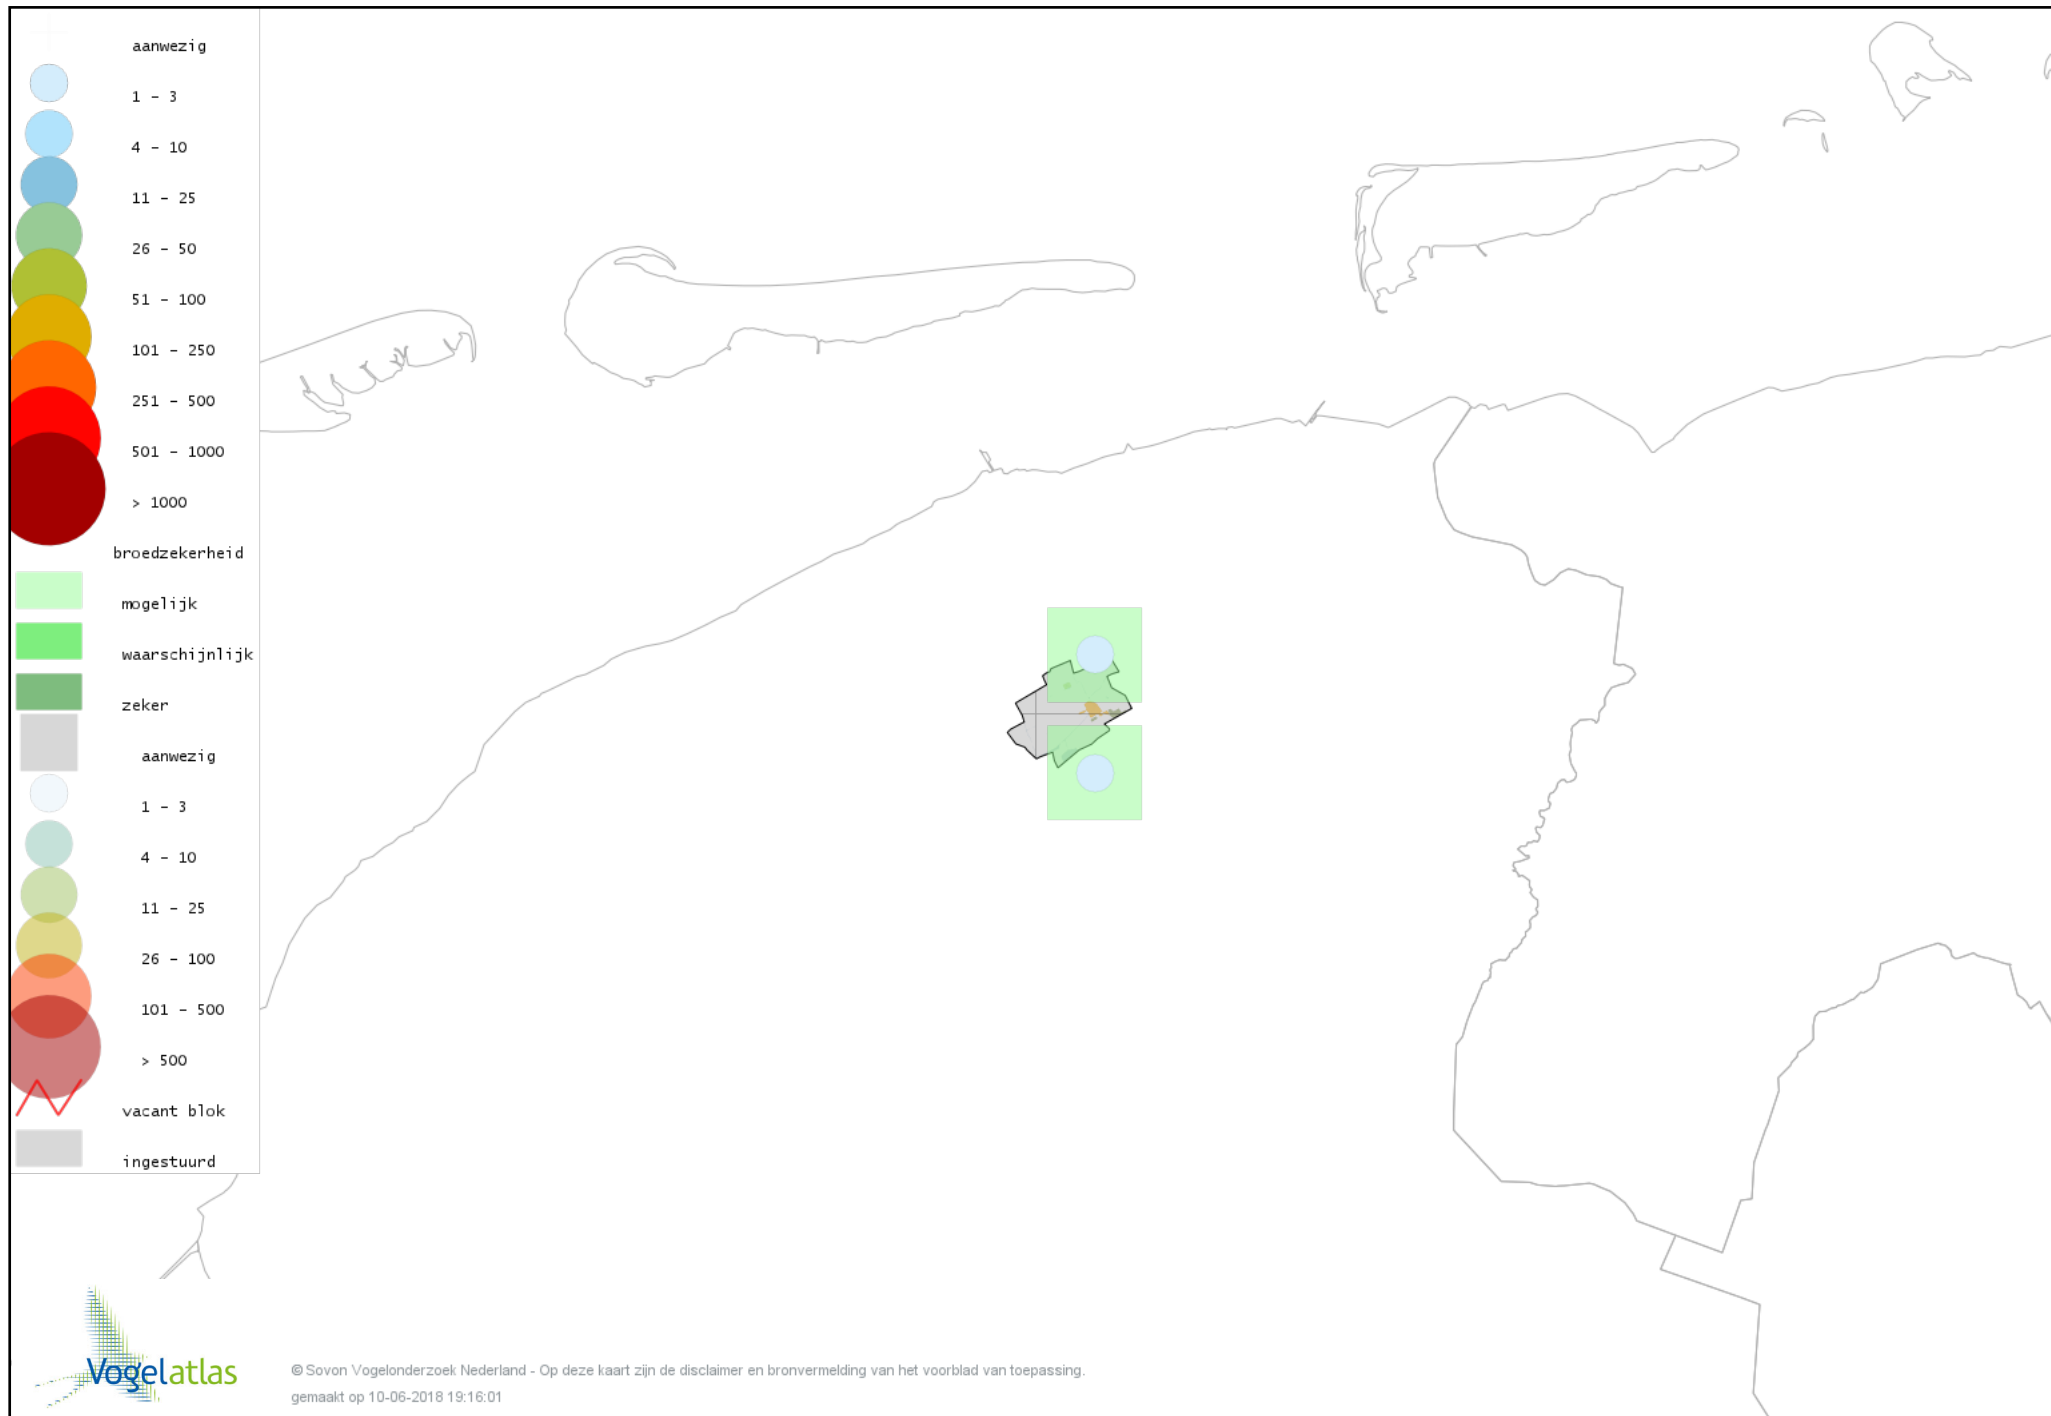 aanwezig
1 - 3
4 - 10
11 - 25
26 - 50
51 - 100
101 - 250
251 - 500
501 - 1000
> 1000
broedzekerheid
mogelijk
waarschijnlijk
zeker
aanwezig
1 - 3
4 - 10
11 - 25
26 - 100
101 - 500
> 500
vacant blok
ingestuurd
Vogelatlas
© Sovon Vogelonderzoek Nederland - Op deze kaart zijn de disclaimer en bronvermelding van het voorblad van toepassing.
gemaakt op 10-06-2018 19:16:01